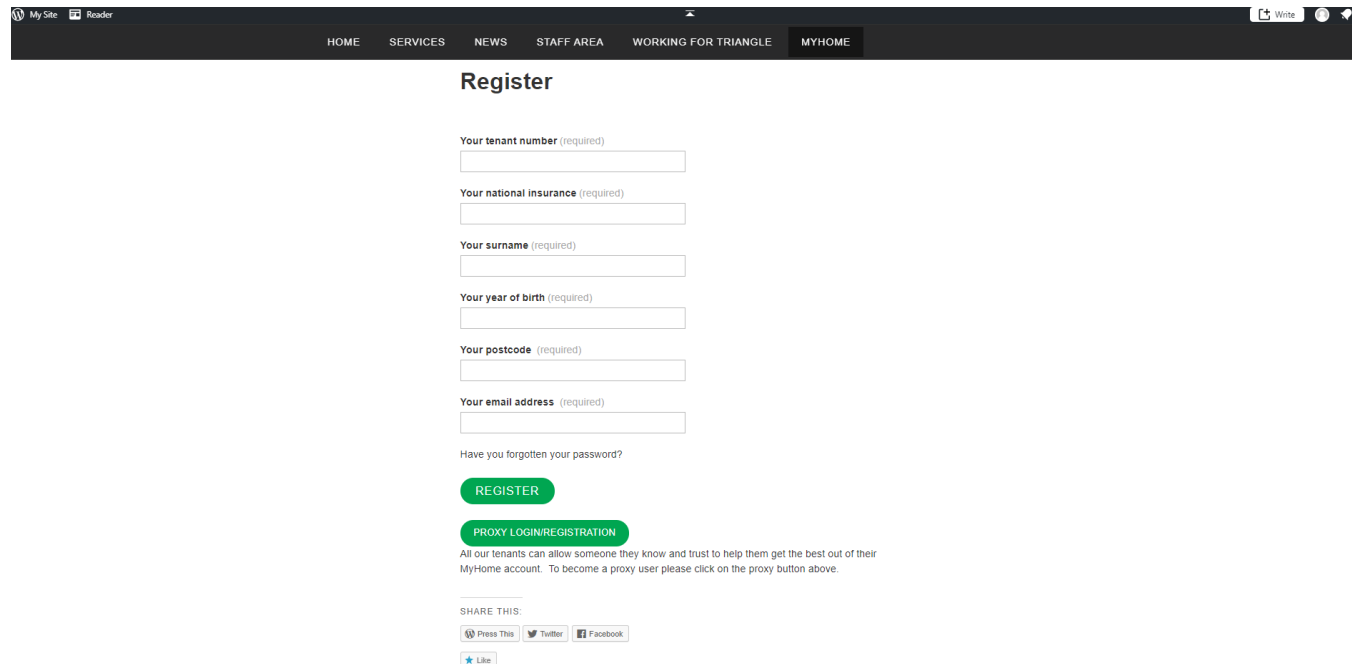 My Site Reader Write
HOME SERVICES NEWS STAFF AREA WORKING FOR TRIANGLE MYHOME
Register
Your tenant number (required)
Your national insurance (required)
Your surname (required)
Your year of birth (required)
Your postcode (required)
Your email address (required)
Have you forgotten your password?
REGISTER
PROXY LOGIN/REGISTRATION
All our tenants can allow someone they know and trust to help them get the best out of their
MyHome account. To become a proxy user please click on the proxy button above.
SHARE THIS:
Press This Twitter Facebook
Like